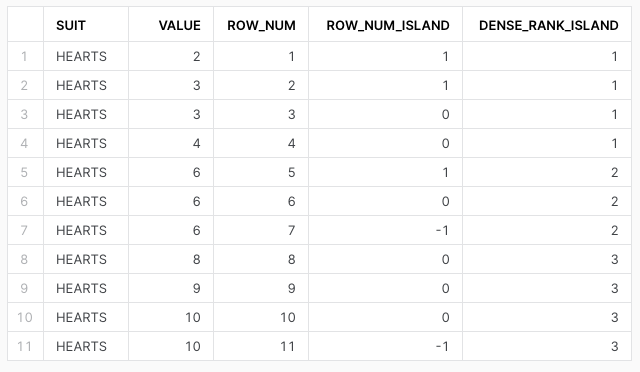 SUIT VALUE ROW_NUM ROW_NUM_ISLAND DENSE_RANK_ISLAND
1 HEARTS 2 1 1 1
2 HEARTS 3 2 1 1
3 HEARTS 3 3 0 1
4 HEARTS 4 4 0 1
5 HEARTS 6 5 1 2
6 HEARTS 6 6 0 2
7 HEARTS 6 7 -1 2
8 HEARTS 8 8 0 3
9 HEARTS 9 9 0 3
10 HEARTS 10 10 0 3
11 HEARTS 10 11 -1 3